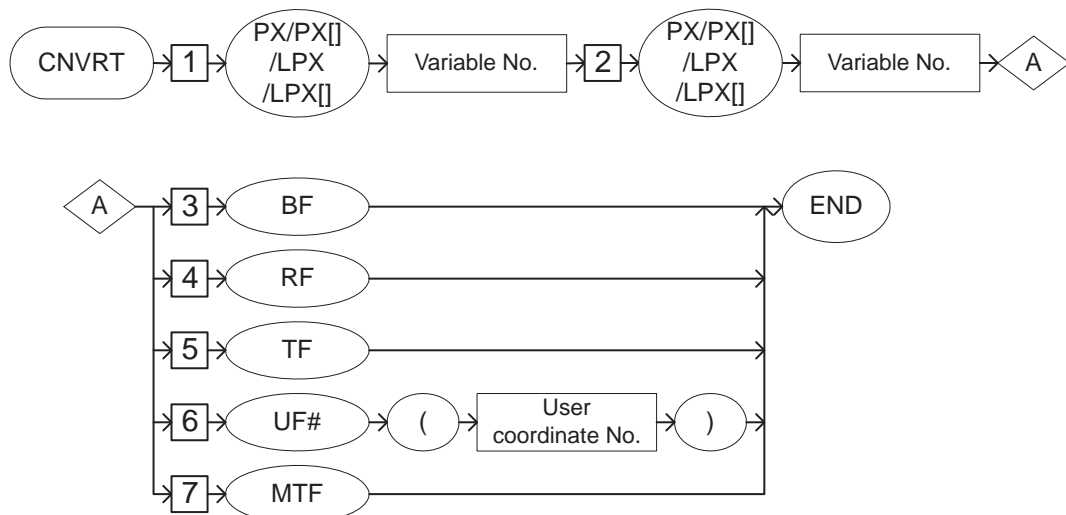 CNVRT 1 PX/PX[] /LPX /LPX[] Variable No. 2 PX/PX[] /LPX /LPX[] Variable No. A
A 3 BF END
4 RF
5 TF
6 UF# ( User coordinate No. )
7 MTF